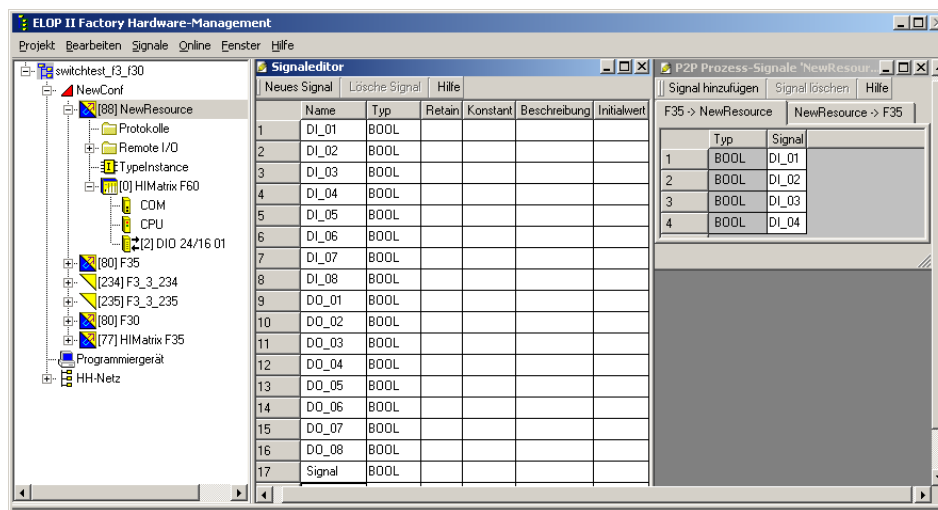 ELOP II Factory Hardware-Management
Projekt Bearbeiten Signale Online Fenster Hilfe
switchtest_f3_f30
NewConf
[88] NewResource
Protokolle
Remote I/O
TypeInstance
[0] HIMatrix F60
COM
CPU
[2] DIO 24/16 01
[80] F35
[234] F3_3_234
[235] F3_3_235
[80] F30
[77] HIMatrix F35
Programmiergerät
HH-Netz
Signaleditor
Neues Signal Lösche Signal Hilfe
Name Typ Retain Konstant Beschreibung Initialwert
1 DI_01 BOOL
2 DI_02 BOOL
3 DI_03 BOOL
4 DI_04 BOOL
5 DI_05 BOOL
6 DI_06 BOOL
7 DI_07 BOOL
8 DI_08 BOOL
9 DO_01 BOOL
10 DO_02 BOOL
11 DO_03 BOOL
12 DO_04 BOOL
13 DO_05 BOOL
14 DO_06 BOOL
15 DO_07 BOOL
16 DO_08 BOOL
17 Signal BOOL
P2P Prozess-Signale 'NewResour...
Signal hinzufügen Signal löschen Hilfe
F35 -> NewResource NewResource -> F35
Typ Signal
1 BOOL DI_01
2 BOOL DI_02
3 BOOL DI_03
4 BOOL DI_04